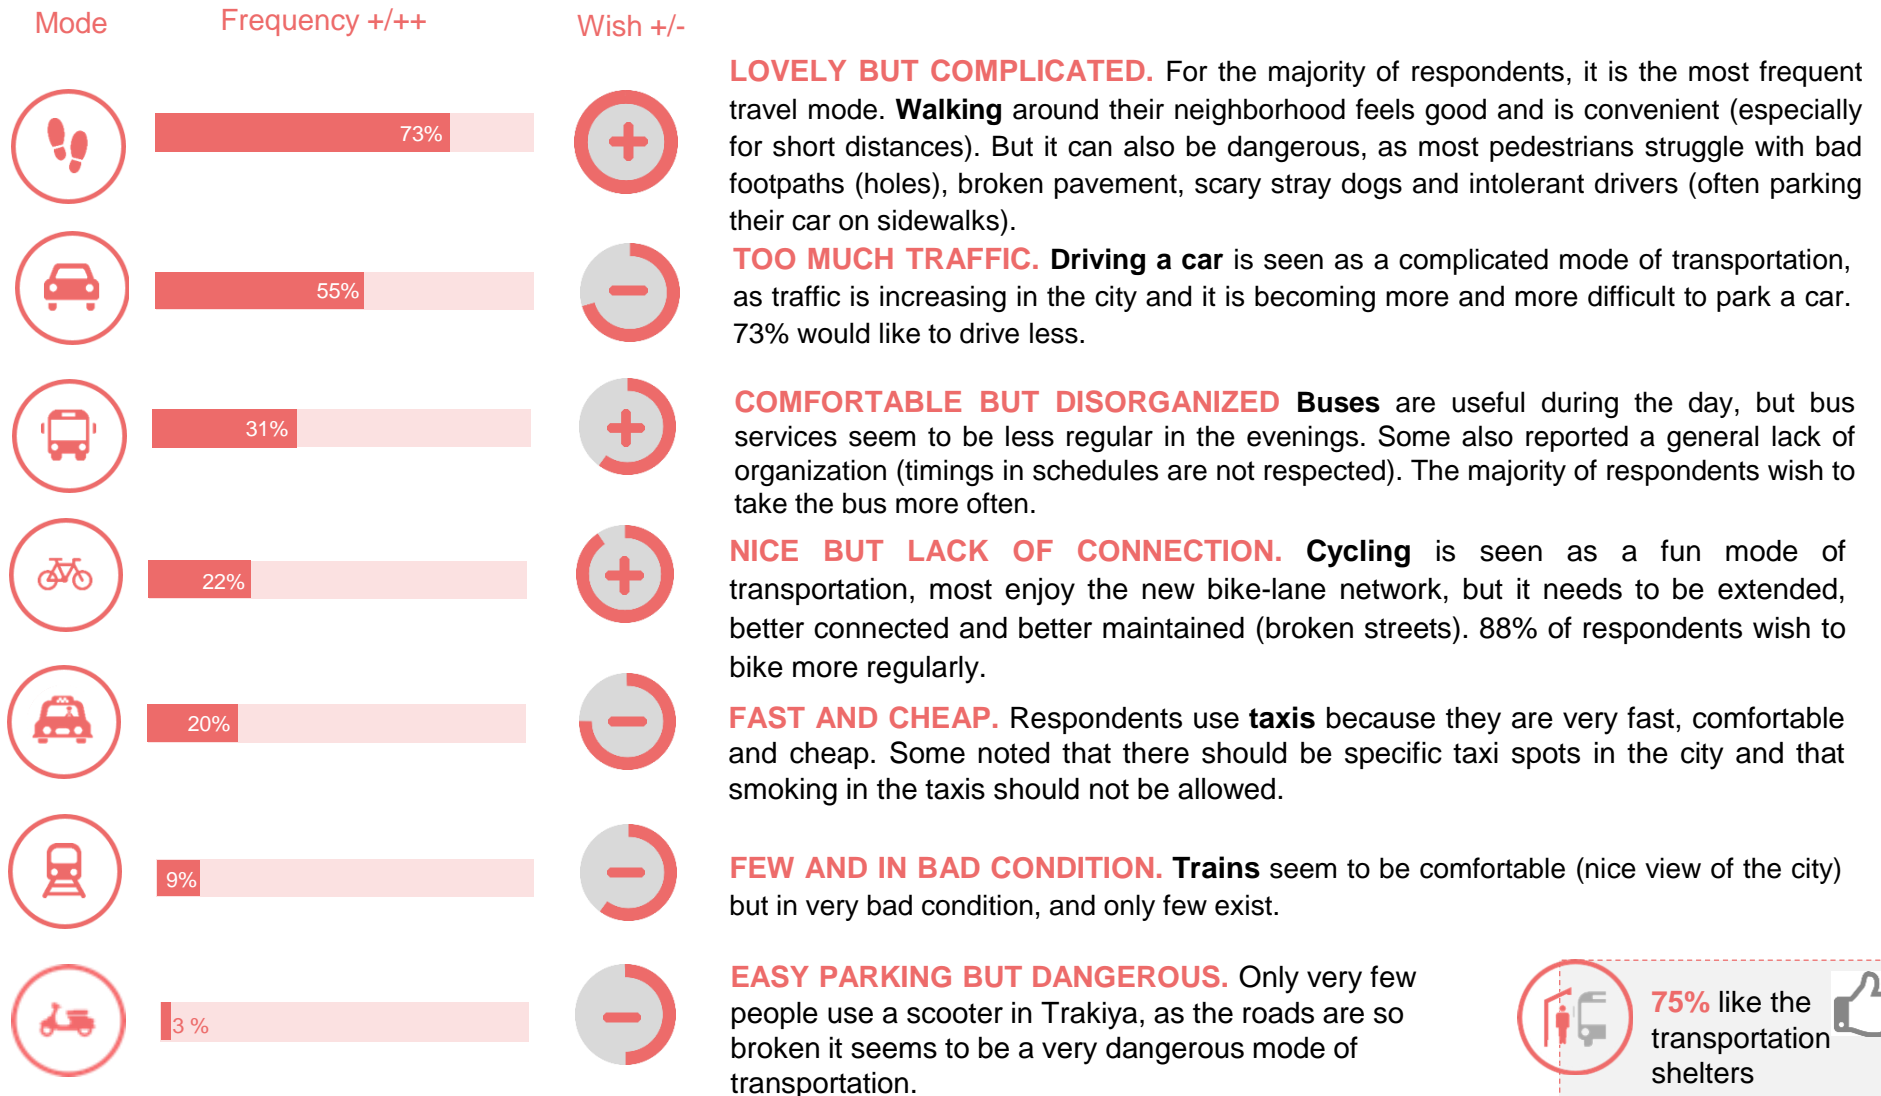 Mode Frequency +/++ Wish +/-
73%
LOVELY BUT COMPLICATED. For the majority of respondents, it is the most frequent
travel mode. Walking around their neighborhood feels good and is convenient (especially
for short distances). But it can also be dangerous, as most pedestrians struggle with bad
footpaths (holes), broken pavement, scary stray dogs and intolerant drivers (often parking
their car on sidewalks).
55%
TOO MUCH TRAFFIC. Driving a car is seen as a complicated mode of transportation,
as traffic is increasing in the city and it is becoming more and more difficult to park a car.
73% would like to drive less.
31%
COMFORTABLE BUT DISORGANIZED Buses are useful during the day, but bus
services seem to be less regular in the evenings. Some also reported a general lack of
organization (timings in schedules are not respected). The majority of respondents wish to
take the bus more often.
22%
NICE BUT LACK OF CONNECTION. Cycling is seen as a fun mode of
transportation, most enjoy the new bike-lane network, but it needs to be extended,
better connected and better maintained (broken streets). 88% of respondents wish to
bike more regularly.
20%
FAST AND CHEAP. Respondents use taxis because they are very fast, comfortable
and cheap. Some noted that there should be specific taxi spots in the city and that
smoking in the taxis should not be allowed.
9%
FEW AND IN BAD CONDITION. Trains seem to be comfortable (nice view of the city)
but in very bad condition, and only few exist.
3 %
EASY PARKING BUT DANGEROUS. Only very few
people use a scooter in Trakiya, as the roads are so
broken it seems to be a very dangerous mode of
transportation.
75% like the
transportation
shelters